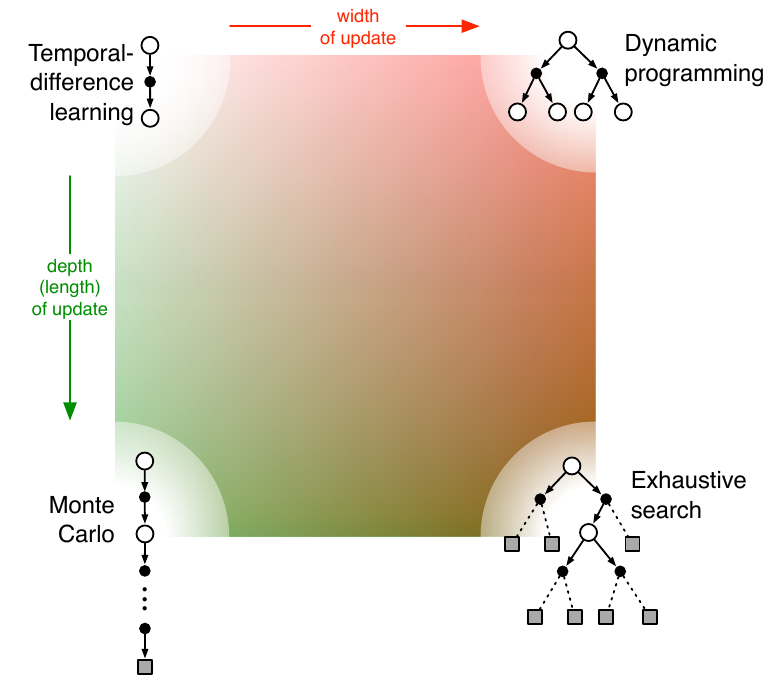 width
of update
Temporal-
difference
learning
Dynamic
programming
depth
(length)
of update
Monte
Carlo
Exhaustive
search